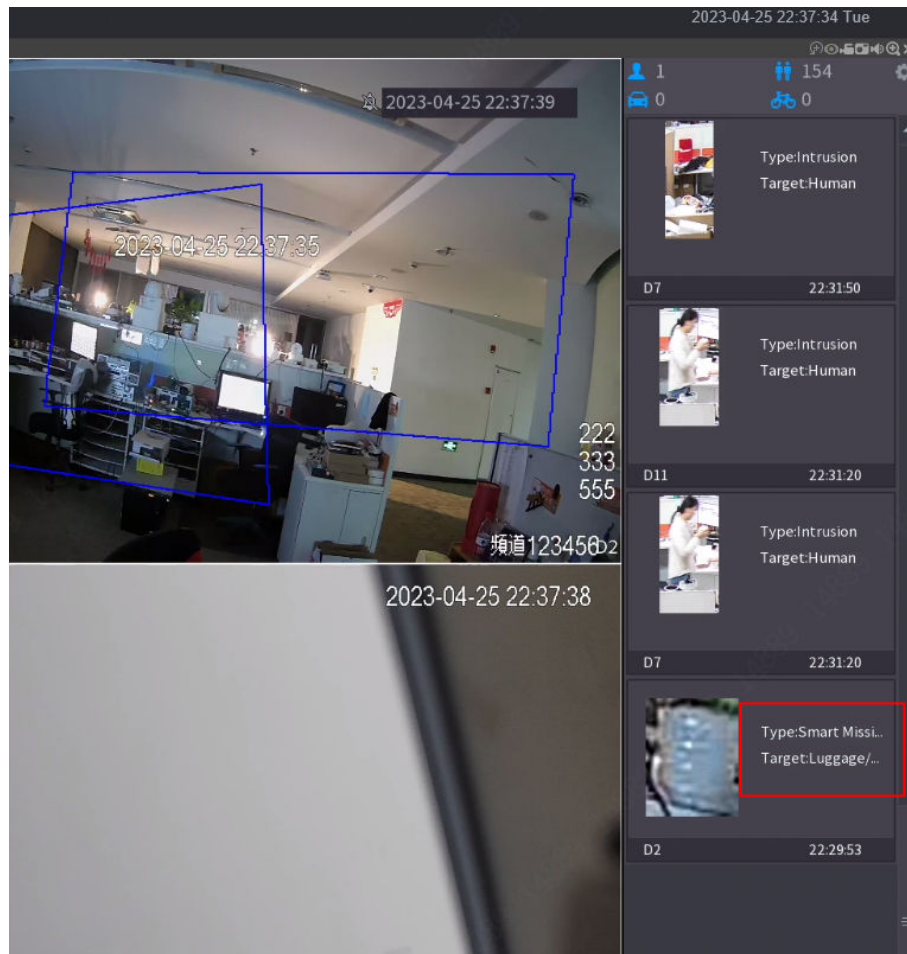 2023-04-25 22:37:34 Tue
1
154
0
0
2023-04-25 22:37:39
2023-04-25 22:37:35
222
333
555
頻道123456
D2
2023-04-25 22:37:38
Type:Intrusion
Target:Human
D7 22:31:50
Type:Intrusion
Target:Human
D11 22:31:20
Type:Intrusion
Target:Human
D7 22:31:20
Type:Smart Missi...
Target:Luggage/...
D2 22:29:53